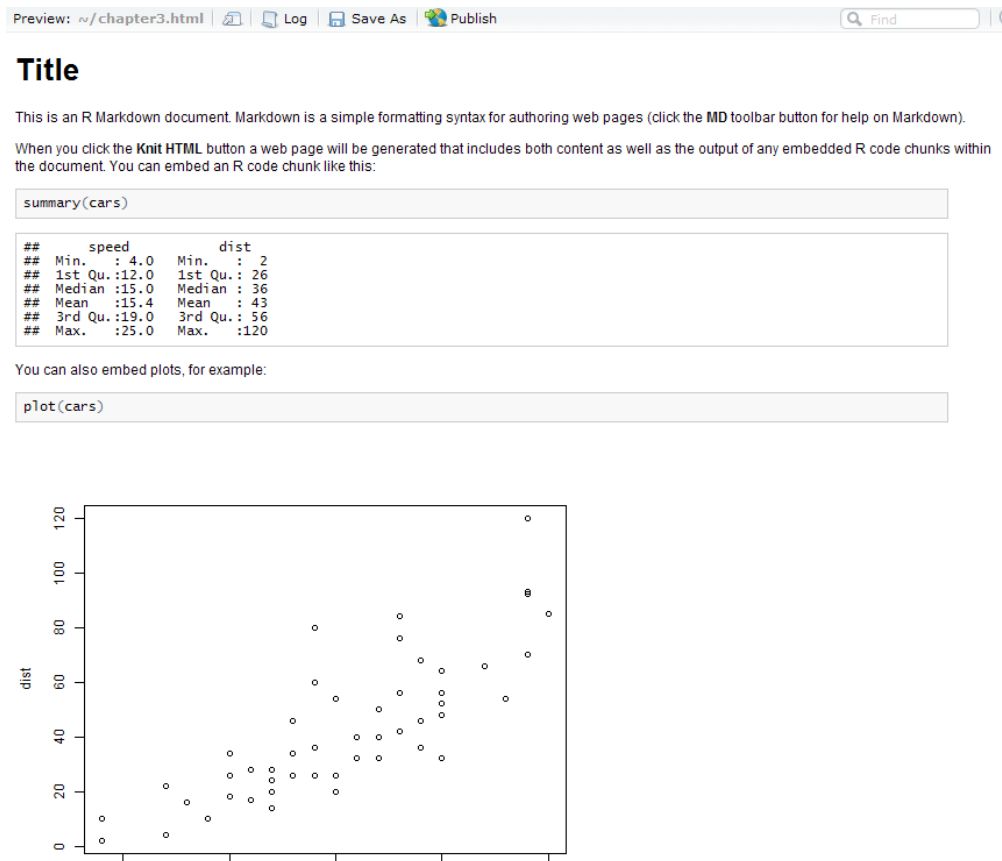 Preview: ~/chapter3.html Log Save As Publish Find
Title
This is an R Markdown document. Markdown is a simple formatting syntax for authoring web pages (click the MD toolbar button for help on Markdown).
When you click the Knit HTML button a web page will be generated that includes both content as well as the output of any embedded R code chunks within
the document. You can embed an R code chunk like this:
summary(cars)
##      speed           dist
##  Min.   : 4.0   Min.   :  2
##  1st Qu.:12.0   1st Qu.: 26
##  Median :15.0   Median : 36
##  Mean   :15.4   Mean   : 43
##  3rd Qu.:19.0   3rd Qu.: 56
##  Max.   :25.0   Max.   :120
You can also embed plots, for example:
plot(cars)
120
100
80
60
40
20
0
dist